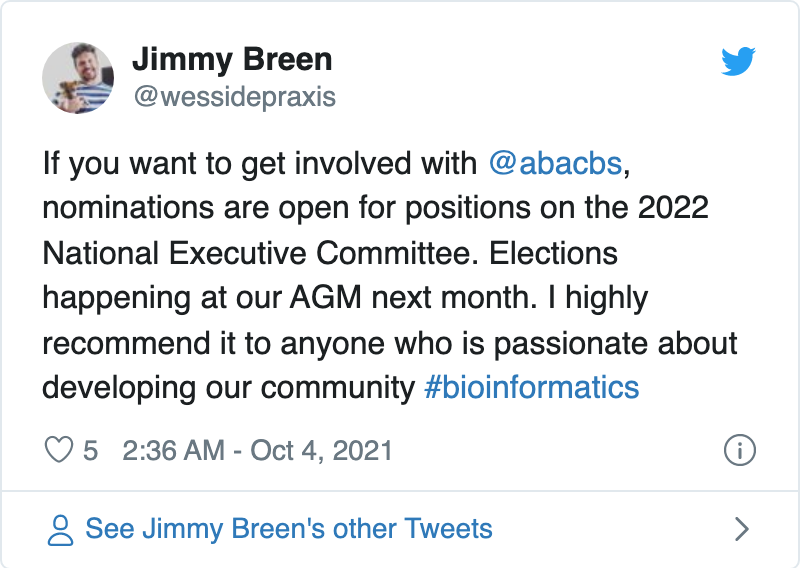 Jimmy Breen
@wessidepraxis
If you want to get involved with @abacbs,
nominations are open for positions on the 2022
National Executive Committee. Elections
happening at our AGM next month. I highly
recommend it to anyone who is passionate about
developing our community #bioinformatics
5 2:36 AM - Oct 4, 2021
See Jimmy Breen's other Tweets